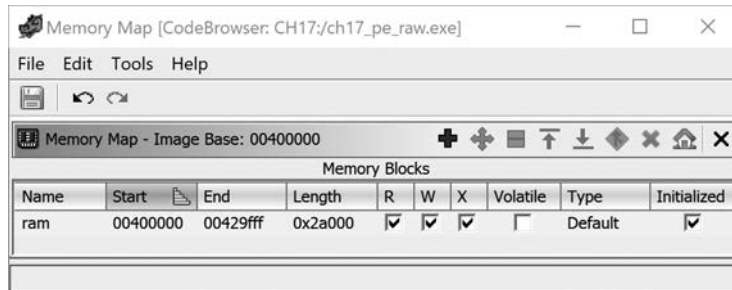 Memory Map [CodeBrowser: CH17:/ch17_pe_raw.exe]
File Edit Tools Help
Memory Map - Image Base: 00400000
Memory Blocks
Name Start End Length R W X Volatile Type Initialized
ram 00400000 00429fff 0x2a000 Default